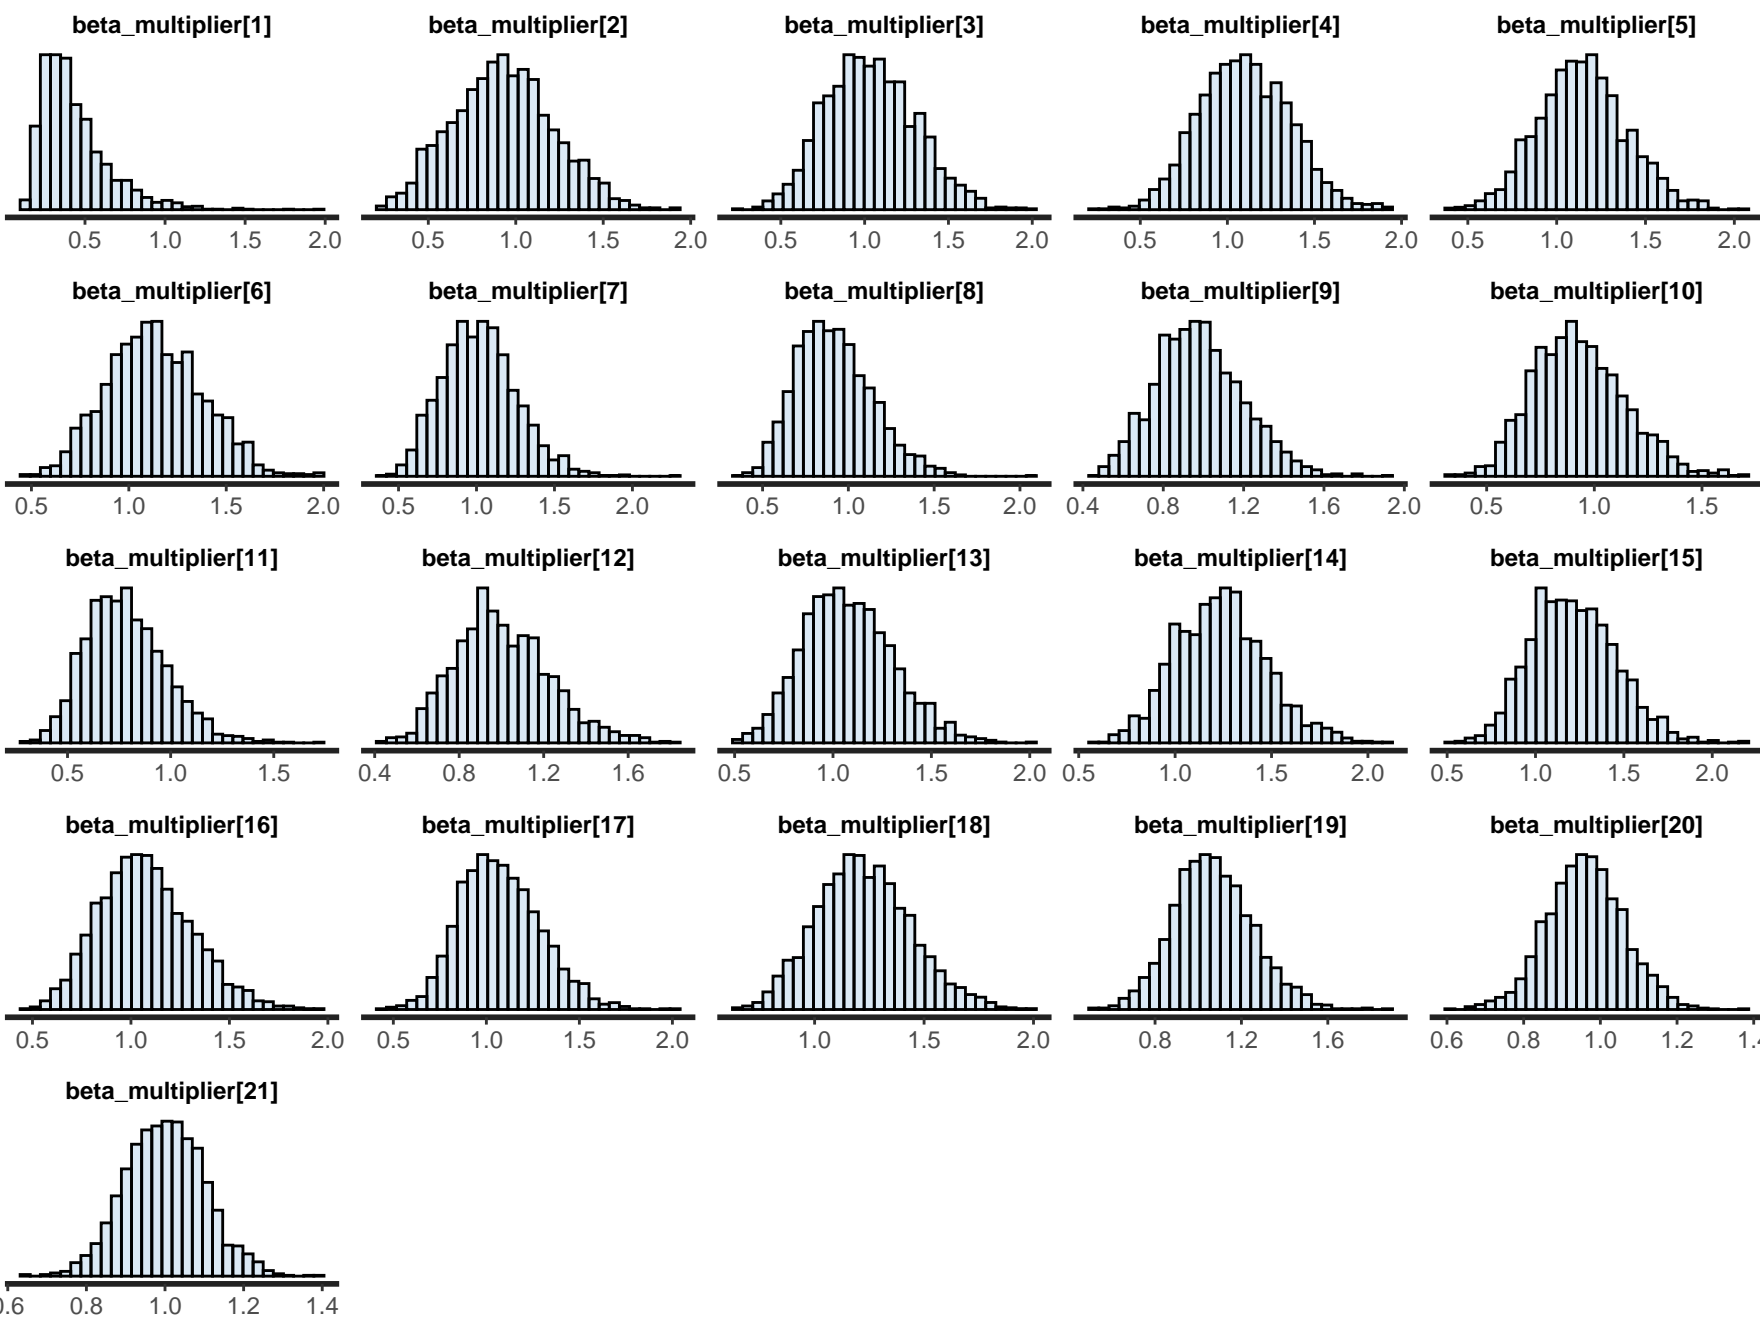 beta_multiplier[1] beta_multiplier[2] beta_multiplier[3] beta_multiplier[4] beta_multiplier[5]
0.5 1.0 1.5 2.0 0.5 1.0 1.5 2.0 0.5 1.0 1.5 2.0 0.5 1.0 1.5 2.0 0.5 1.0 1.5 2.0
beta_multiplier[6] beta_multiplier[7] beta_multiplier[8] beta_multiplier[9] beta_multiplier[10]
0.5 1.0 1.5 2.0 0.5 1.0 1.5 2.0 0.5 1.0 1.5 2.0 0.4 0.8 1.2 1.6 2.0 0.5 1.0 1.5
beta_multiplier[11] beta_multiplier[12] beta_multiplier[13] beta_multiplier[14] beta_multiplier[15]
0.5 1.0 1.5 0.4 0.8 1.2 1.6 0.5 1.0 1.5 2.0 0.5 1.0 1.5 2.0 0.5 1.0 1.5 2.0
beta_multiplier[16] beta_multiplier[17] beta_multiplier[18] beta_multiplier[19] beta_multiplier[20]
0.5 1.0 1.5 2.0 0.5 1.0 1.5 2.0 1.0 1.5 2.0 0.8 1.2 1.6 0.6 0.8 1.0 1.2 1.4
beta_multiplier[21]
0.6 0.8 1.0 1.2 1.4